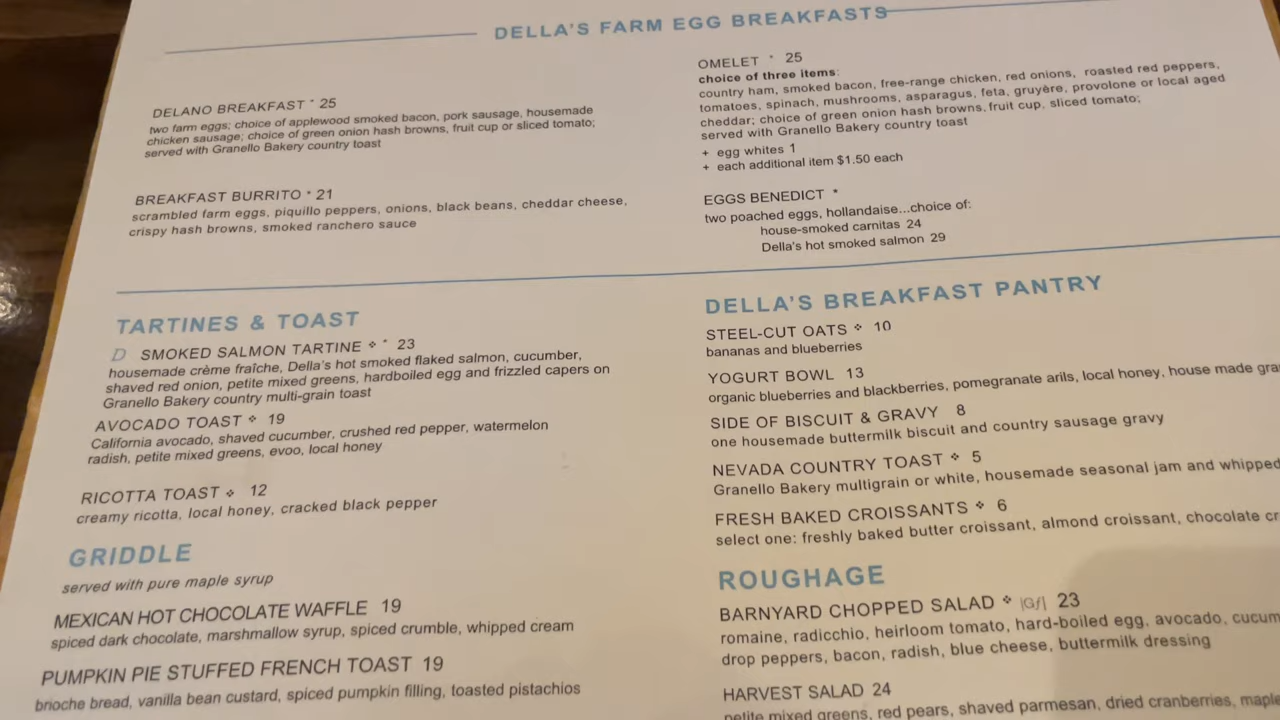 DELLA'S FARM EGG BREAKFASTS
DELANO BREAKFAST * 25
two farm eggs; choice of applewood smoked bacon, pork sausage, housemade
chicken sausage; choice of green onion hash browns, fruit cup or sliced tomato;
served with Granello Bakery country toast
BREAKFAST BURRITO * 21
scrambled farm eggs, piquillo peppers, onions, black beans, cheddar cheese,
crispy hash browns, smoked ranchero sauce
OMELET * 25
choice of three items:
country ham, smoked bacon, free-range chicken, red onions, roasted red peppers,
tomatoes, spinach, mushrooms, asparagus, feta, gruyère, provolone or local aged
cheddar; choice of green onion hash browns, fruit cup, sliced tomato;
served with Granello Bakery country toast
+ egg whites 1
+ each additional item $1.50 each
EGGS BENEDICT *
two poached eggs, hollandaise...choice of:
house-smoked carnitas 24
Della's hot smoked salmon 29
TARTINES & TOAST
D SMOKED SALMON TARTINE ❖ * 23
housemade crème fraîche, Della's hot smoked flaked salmon, cucumber,
shaved red onion, petite mixed greens, hardboiled egg and frizzled capers on
Granello Bakery country multi-grain toast
AVOCADO TOAST ❖ 19
California avocado, shaved cucumber, crushed red pepper, watermelon
radish, petite mixed greens, evoo, local honey
RICOTTA TOAST ❖ 12
creamy ricotta, local honey, cracked black pepper
GRIDDLE
served with pure maple syrup
MEXICAN HOT CHOCOLATE WAFFLE 19
spiced dark chocolate, marshmallow syrup, spiced crumble, whipped cream
PUMPKIN PIE STUFFED FRENCH TOAST 19
brioche bread, vanilla bean custard, spiced pumpkin filling, toasted pistachios
DELLA'S BREAKFAST PANTRY
STEEL-CUT OATS ❖ 10
bananas and blueberries
YOGURT BOWL 13
organic blueberries and blackberries, pomegranate arils, local honey, house made gra
SIDE OF BISCUIT & GRAVY 8
one housemade buttermilk biscuit and country sausage gravy
NEVADA COUNTRY TOAST ❖ 5
Granello Bakery multigrain or white, housemade seasonal jam and whipped
FRESH BAKED CROISSANTS ❖ 6
select one: freshly baked butter croissant, almond croissant, chocolate cr
ROUGHAGE
BARNYARD CHOPPED SALAD ❖ |Gf| 23
romaine, radicchio, heirloom tomato, hard-boiled egg, avocado, cucum
drop peppers, bacon, radish, blue cheese, buttermilk dressing
HARVEST SALAD 24
petite mixed greens, red pears, shaved parmesan, dried cranberries, maple